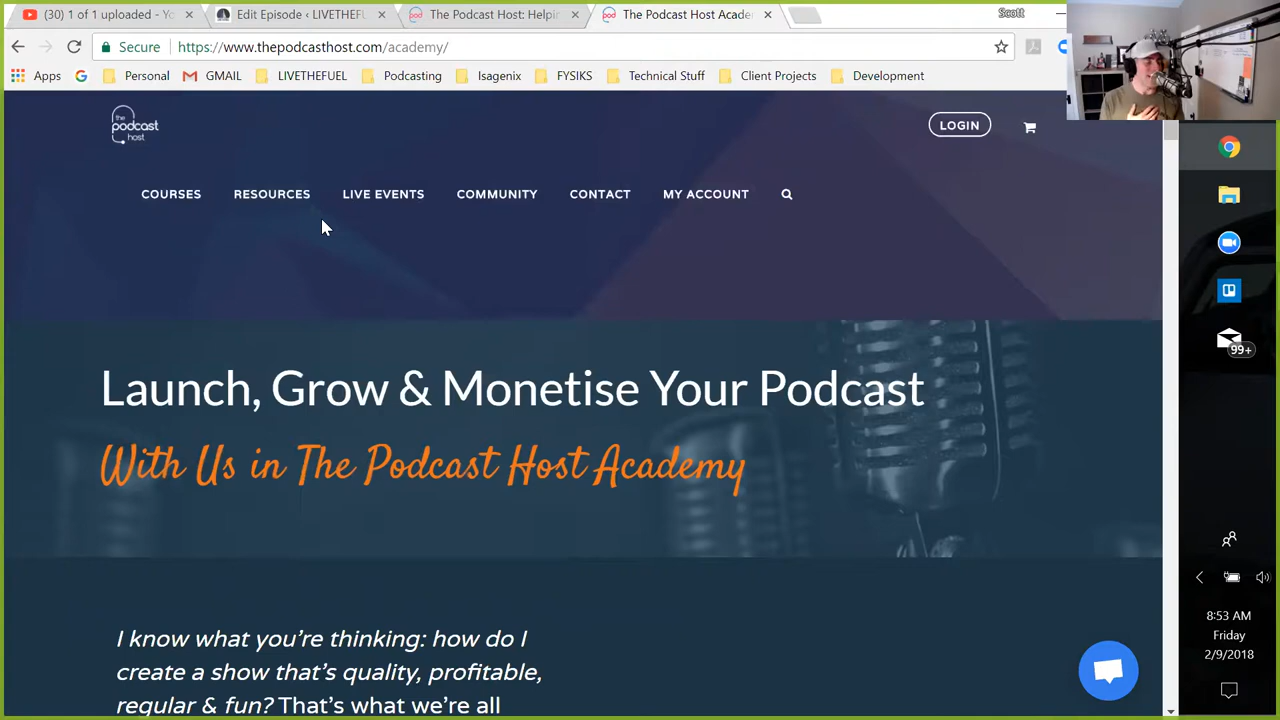 (30) 1 of 1 uploaded - Yo
Edit Episode ‹ LIVETHEFU
The Podcast Host: Helpin
The Podcast Host Acade
Scott
Secure
https://www.thepodcasthost.com/academy/
Apps
Personal
GMAIL
LIVETHEFUEL
Podcasting
Isagenix
FYSIKS
Technical Stuff
Client Projects
Development
the
podcast
host
LOGIN
COURSES
RESOURCES
LIVE EVENTS
COMMUNITY
CONTACT
MY ACCOUNT
Launch, Grow & Monetise Your Podcast
With Us in The Podcast Host Academy
I know what you're thinking: how do I
create a show that's quality, profitable,
regular & fun? That's what we're all
99+
8:53 AM
Friday
2/9/2018